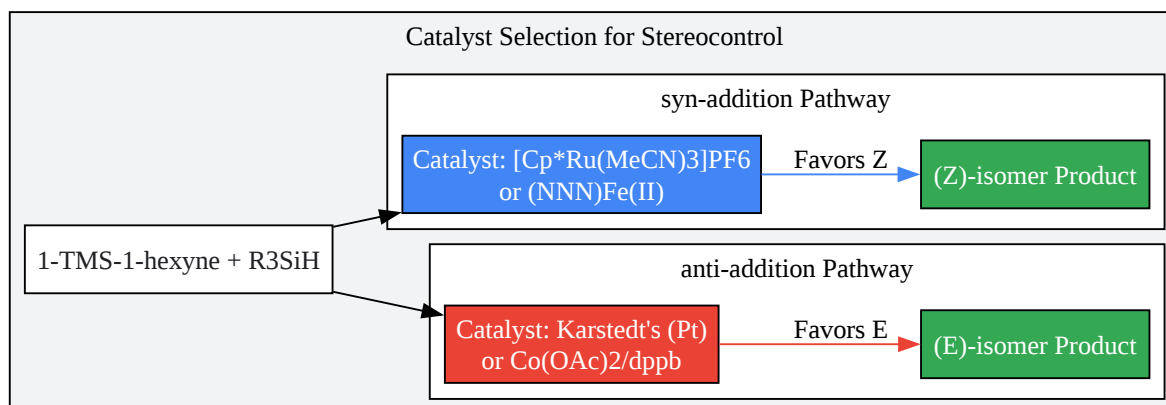 Catalyst Selection for Stereocontrol
syn-addition Pathway
Catalyst: [Cp*Ru(MeCN)3]PF6
or (NNN)Fe(II)
Favors Z
(Z)-isomer Product
1-TMS-1-hexyne + R3SiH
anti-addition Pathway
Catalyst: Karstedt's (Pt)
or Co(OAc)2/dppb
Favors E
(E)-isomer Product